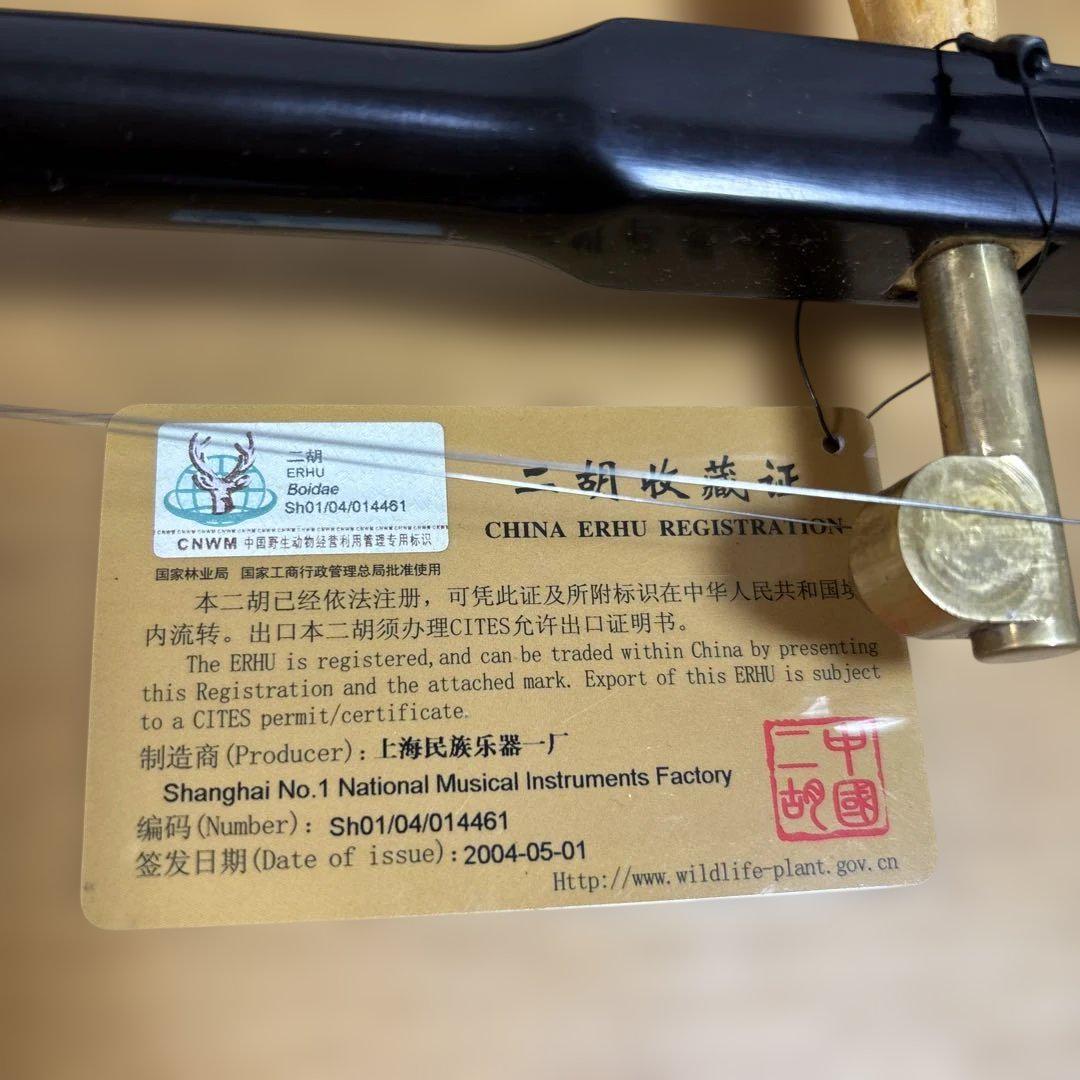 二胡
ERHU
Boidae
Sh01/04/014461
CNWM 中国野生动物经营利用管理专用标识
国家林业局 国家工商行政管理总局批准使用
二胡收藏证
CHINA ERHU REGISTRATION
本二胡已经依法注册，可凭此证及所附标识在中华人民共和国境
内流转。出口本二胡须办理CITES允许出口证明书。
The ERHU is registered,and can be traded within China by presenting
this Registration and the attached mark. Export of this ERHU is subject
to a CITES permit/certificate.
制造商(Producer):上海民族乐器一厂
Shanghai No.1 National Musical Instruments Factory
编码(Number): Sh01/04/014461
签发日期(Date of issue):2004-05-01
Http://www.wildlife-plant.gov.cn
中國
二胡